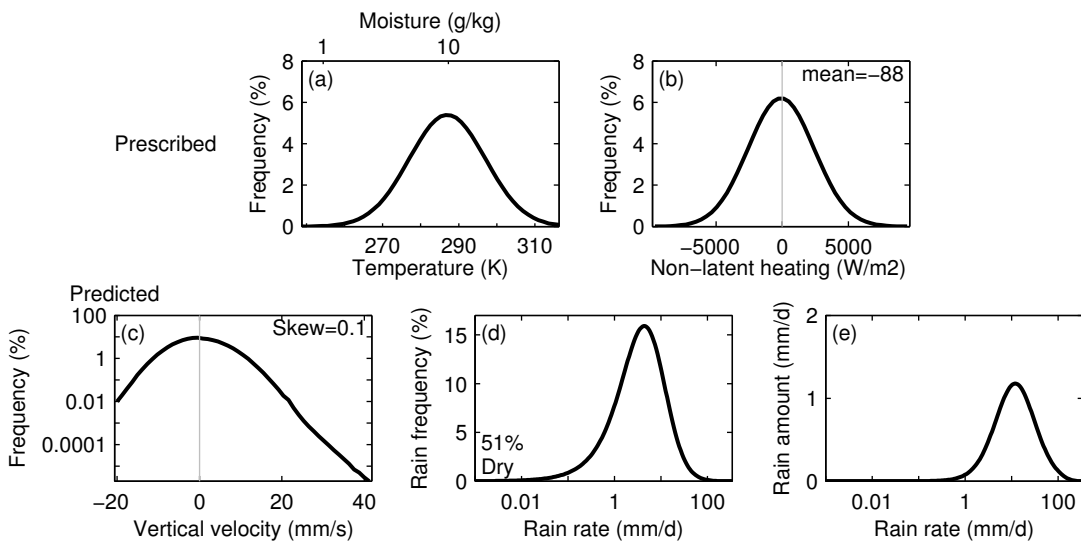 Moisture (g/kg)
1 10
(a)
8
6
4
2
0
Frequency (%)
270 290 310
Temperature (K)
(b) mean=−88
8
6
4
2
0
Frequency (%)
−5000 0 5000
Non−latent heating (W/m2)
Prescribed
Predicted
(c) Skew=0.1
100
1
0.01
0.0001
Frequency (%)
−20 0 20 40
Vertical velocity (mm/s)
(d)
15
10
5
0
Rain frequency (%)
51%
Dry
0.01 1 100
Rain rate (mm/d)
(e)
2
1
0
Rain amount (mm/d)
0.01 1 100
Rain rate (mm/d)